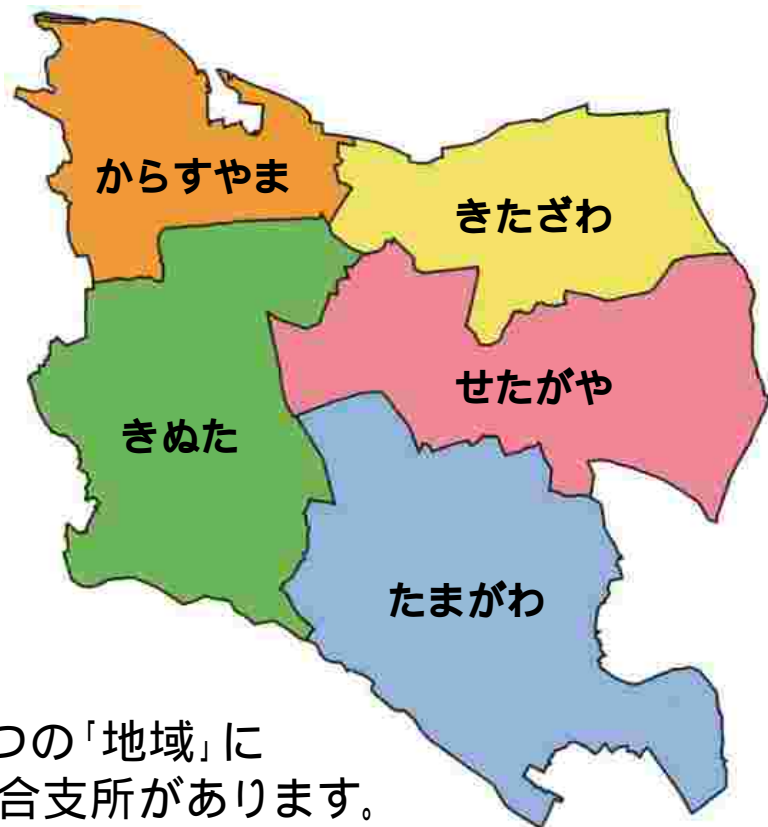 からすやま
きたざわ
せたがや
きぬた
たまがわ
つの「地域」に
合支所があります。